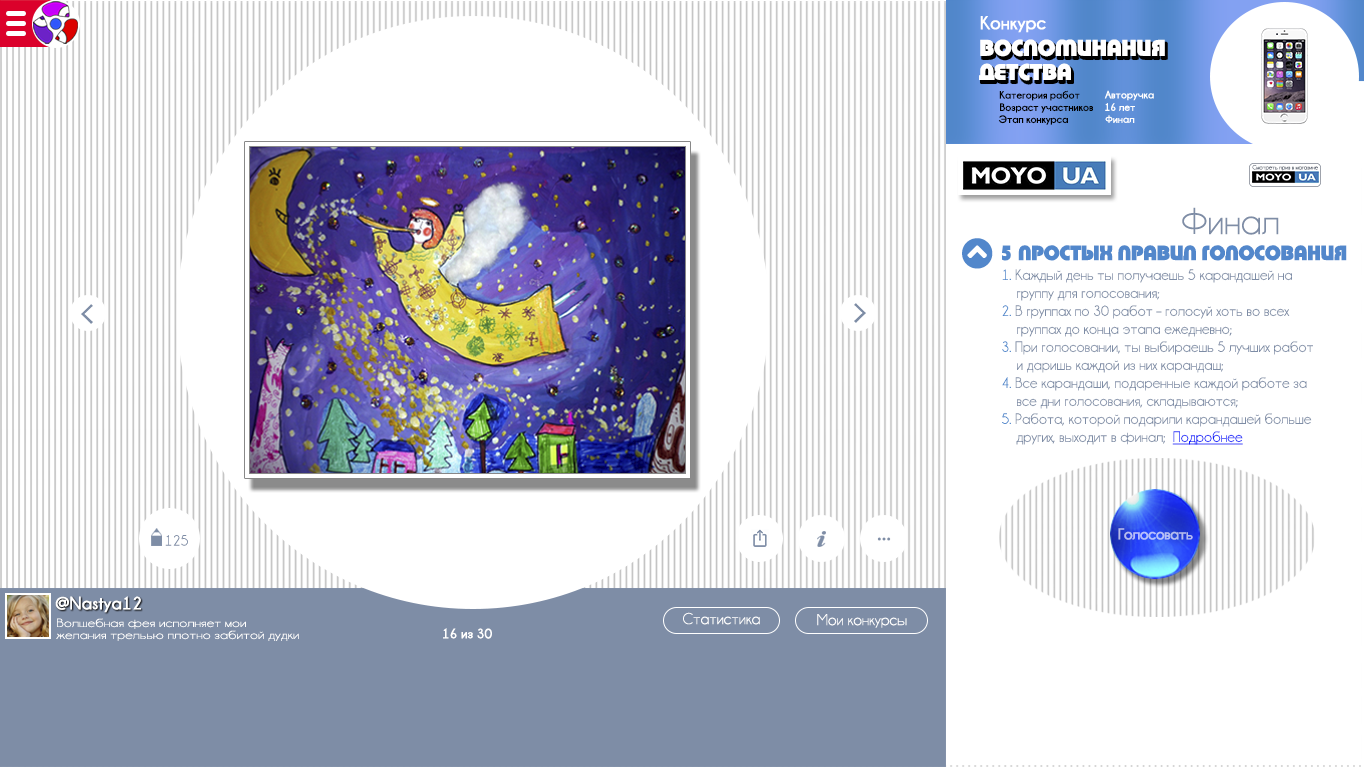 Конкурс
ВОСПОМИНАНИЯ
ДЕТСТВА
Категория работ Авторучка
Возраст участников 16 лет
Этап конкурса Финал
MOYO UA
Смотреть приз в магазине
MOYO UA
Финал
5 ПРОСТЫХ ПРАВИЛ ГОЛОСОВАНИЯ
1. Каждый день ты получаешь 5 карандашей на
группу для голосования;
2. В группах по 30 работ – голосуй хоть во всех
группах до конца этапа ежедневно;
3. При голосовании, ты выбираешь 5 лучших работ
и даришь каждой из них карандащ;
4. Все карандаши, подаренные каждой работе за
все дни голосования, складываются;
5. Работа, которой подарили карандашей больше
других, выходит в финал; Подробнее
Голосовать
125
i
@Nastya12
Волшебная фея исполняет мои
желания трелью плотно забитой дудки
16 из 30
Статистика
Мои конкурсы